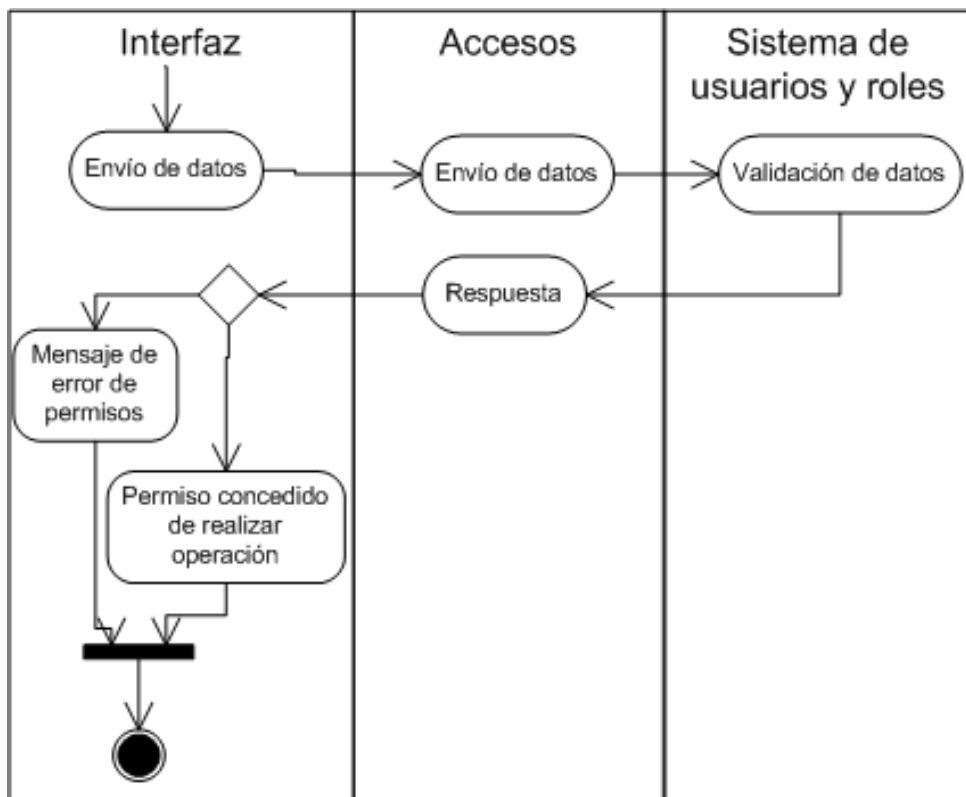 Interfaz
Accesos
Sistema de
usuarios y roles
Envío de datos
Envío de datos
Validación de datos
Respuesta
Mensaje de
error de
permisos
Permiso concedido
de realizar
operación